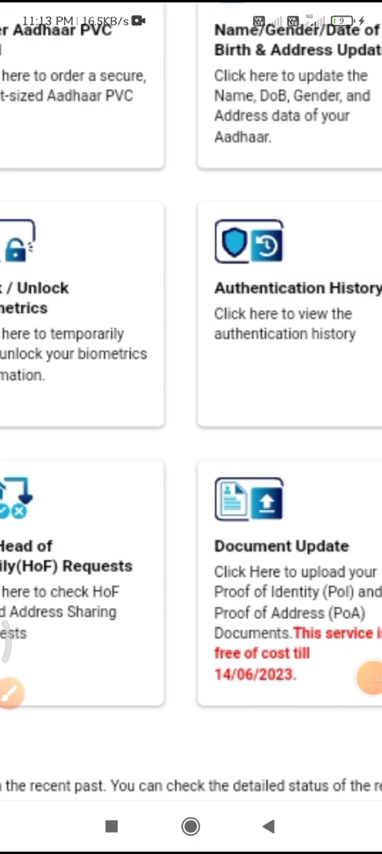 11:13 PM | 16.5KB/s
9
r Aadhaar PVC
Name/Gender/Date of
Birth & Address Updat
here to order a secure,
t-sized Aadhaar PVC
Click here to update the
Name, DoB, Gender, and
Address data of your
Aadhaar.
/ Unlock
netrics
here to temporarily
unlock your biometrics
mation.
Authentication History
Click here to view the
authentication history
Head of
ily(HoF) Requests
here to check HoF
d Address Sharing
ests
Document Update
Click Here to upload your
Proof of Identity (PoI) and
Proof of Address (PoA)
Documents.This service is
free of cost till
14/06/2023.
the recent past. You can check the detailed status of the re